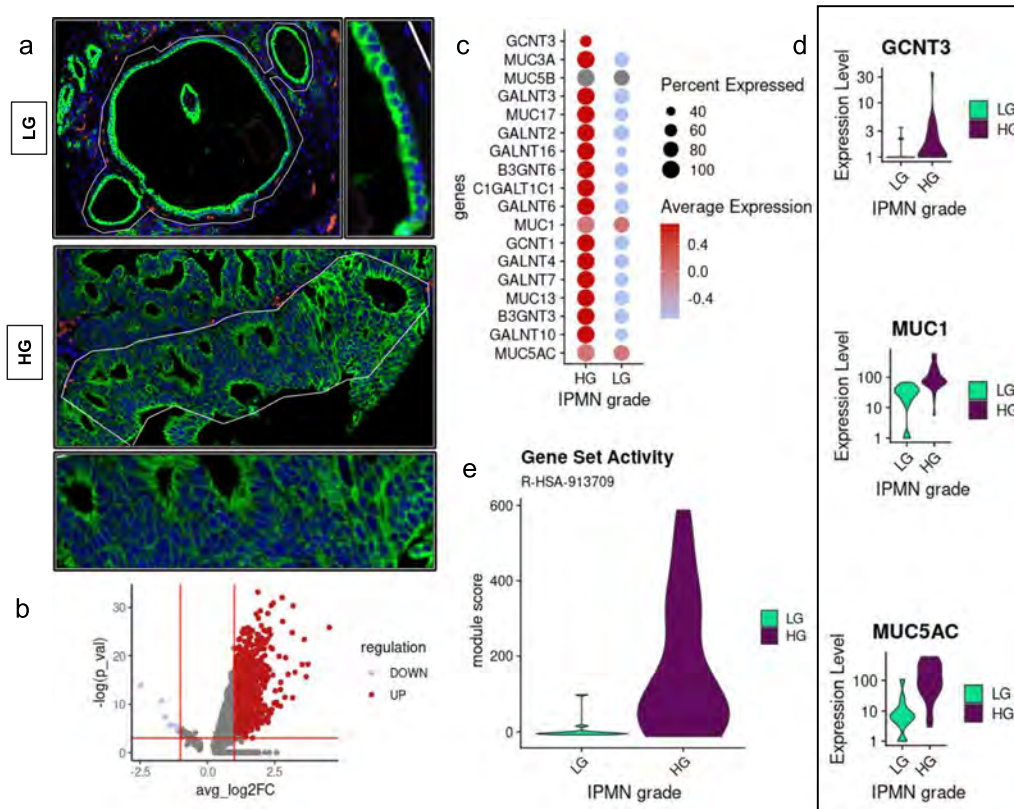 a
LG
HG
b
30
20
10
0
-log(p_val)
-2.5
0.0
2.5
avg_log2FC
regulation
DOWN
UP
c
GCNT3
MUC3A
MUC5B
GALNT3
MUC17
GALNT2
GALNT16
B3GNT6
C1GALT1C1
GALNT6
MUC1
GCNT1
GALNT4
GALNT7
MUC13
B3GNT3
GALNT10
MUC5AC
genes
HG LG
IPMN grade
Percent Expressed
40
60
80
100
Average Expression
0.4
0.0
-0.4
e
Gene Set Activity
R-HSA-913709
600
400
200
0
module score
LG HG
IPMN grade
LG
HG
d
GCNT3
Expression Level
30
10
3
1
LG HG
IPMN grade
LG
HG
MUC1
Expression Level
100
10
1
LG HG
IPMN grade
LG
HG
MUC5AC
Expression Level
100
10
1
LG HG
IPMN grade
LG
HG